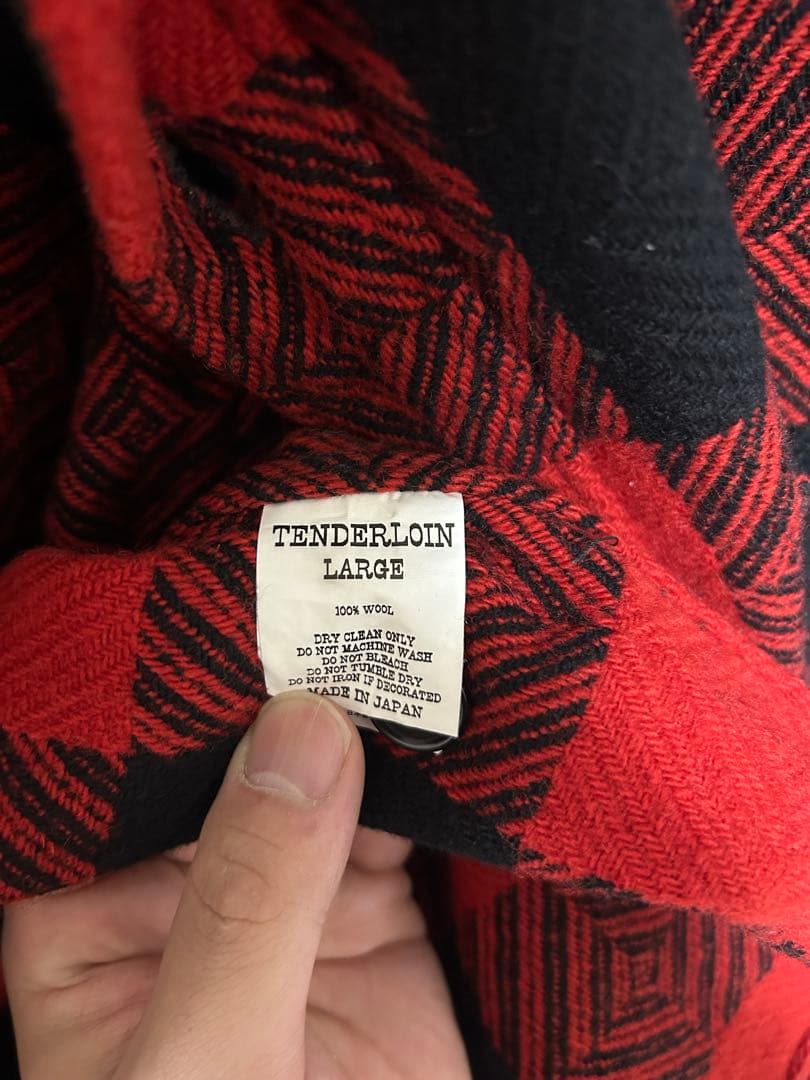 TENDERLOIN
LARGE
100% WOOL
DRY CLEAN ONLY
DO NOT MACHINE WASH
DO NOT BLEACH
DO NOT TUMBLE DRY
DO NOT IRON IF DECORATED
MADE IN JAPAN